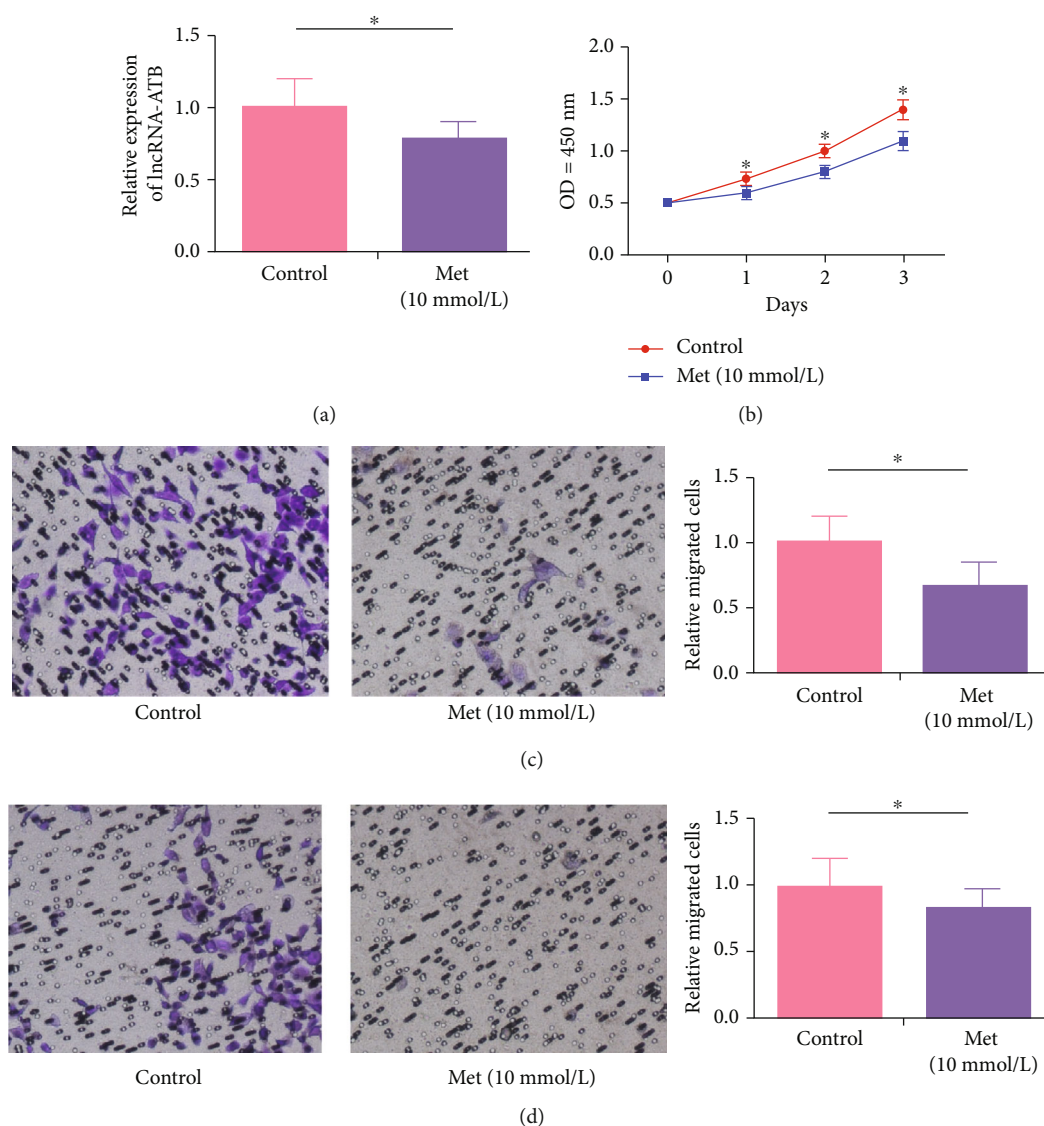 1.5
1.0
0.5
0.0
Relative expression
of lncRNA-ATB
*
Control
Met
(10 mmol/L)
(a)
2.0
1.5
1.0
0.5
0.0
OD = 450 nm
*
*
*
0
1
2
3
Days
Control
Met (10 mmol/L)
(b)
Control
Met (10 mmol/L)
1.5
1.0
0.5
0.0
Relative migrated cells
*
Control
Met
(10 mmol/L)
(c)
Control
Met (10 mmol/L)
1.5
1.0
0.5
0.0
Relative migrated cells
*
Control
Met
(10 mmol/L)
(d)